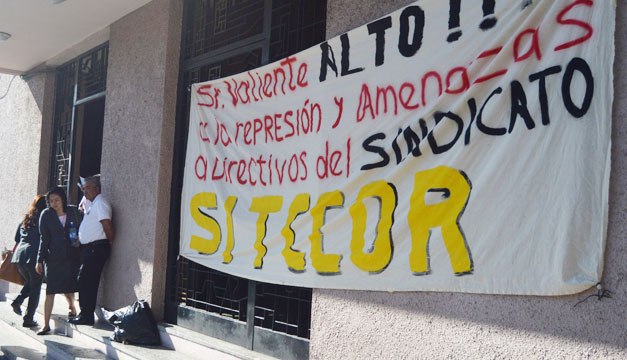 Sr. Valiente ALTO!!!
a la rEPRESIÓN y AmenaZas
a Directivos del SINDICATO
SITCCOR